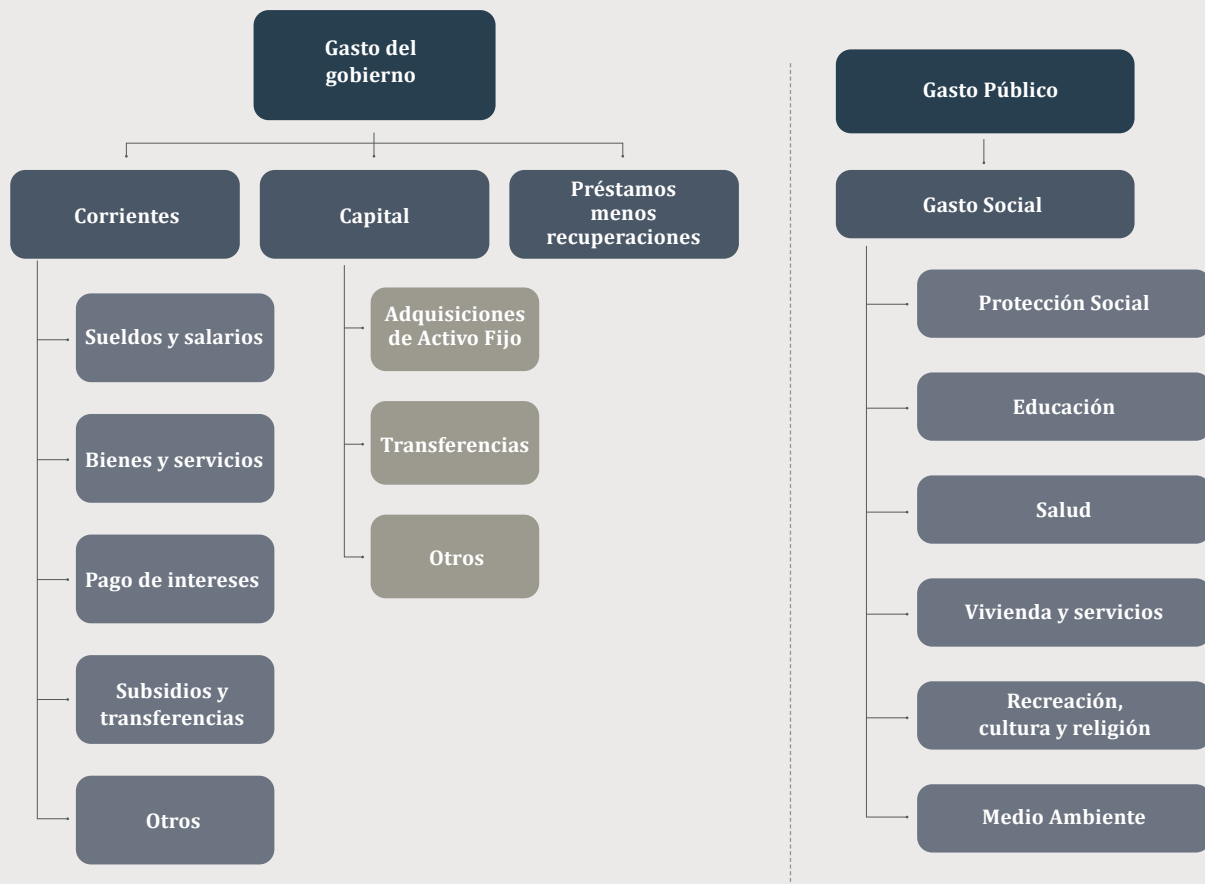 Gasto del
gobierno
Corrientes
Capital
Préstamos
menos
recuperaciones
Sueldos y salarios
Bienes y servicios
Pago de intereses
Subsidios y
transferencias
Otros
Adquisiciones
de Activo Fijo
Transferencias
Otros
Gasto Público
Gasto Social
Protección Social
Educación
Salud
Vivienda y servicios
Recreación,
cultura y religión
Medio Ambiente